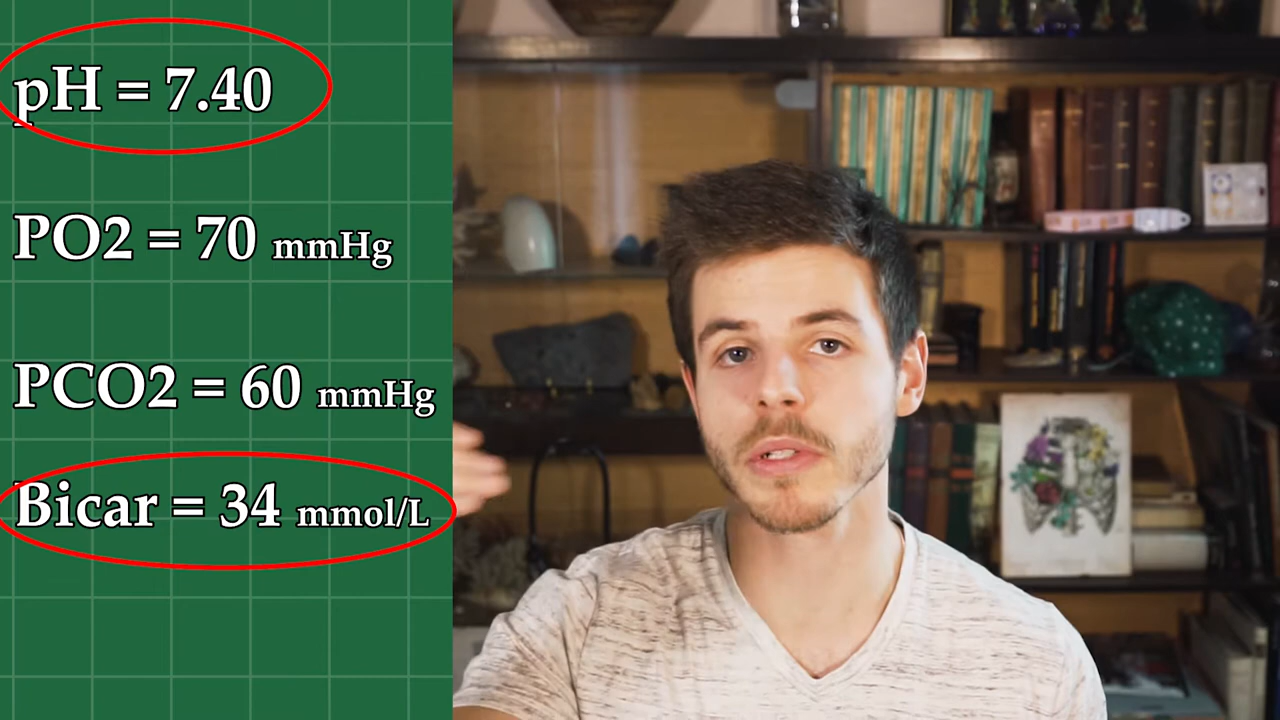 pH = 7.40
PO2 = 70 mmHg
PCO2 = 60 mmHg
Bicar = 34 mmol/L